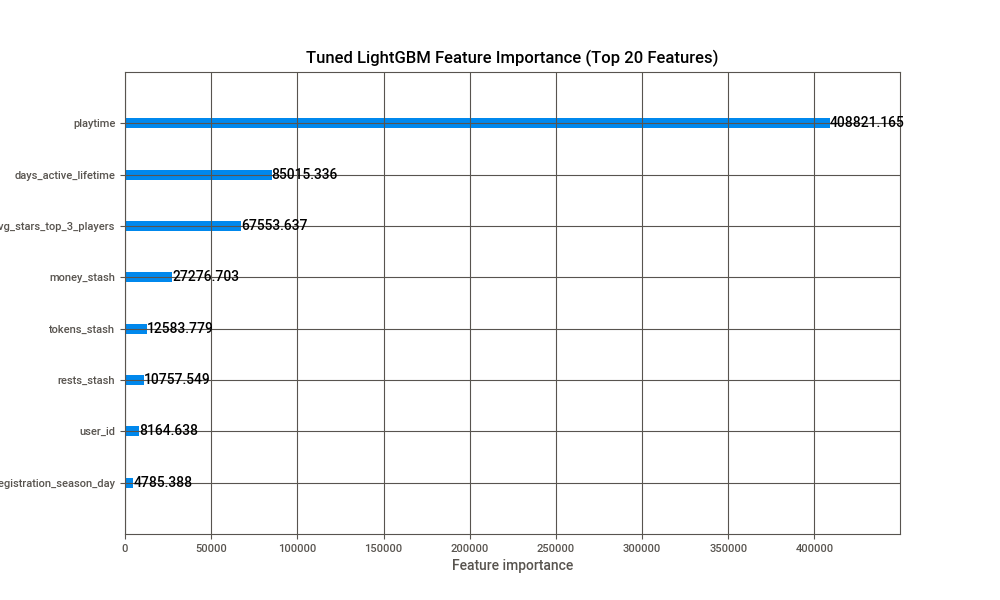 Tuned LightGBM Feature Importance (Top 20 Features)
playtime 408821.165
days_active_lifetime 85015.336
vg_stars_top_3_players 67553.637
money_stash 27276.703
tokens_stash 12583.779
rests_stash 10757.549
user_id 8164.638
egistration_season_day 4785.388
0 50000 100000 150000 200000 250000 300000 350000 400000
Feature importance